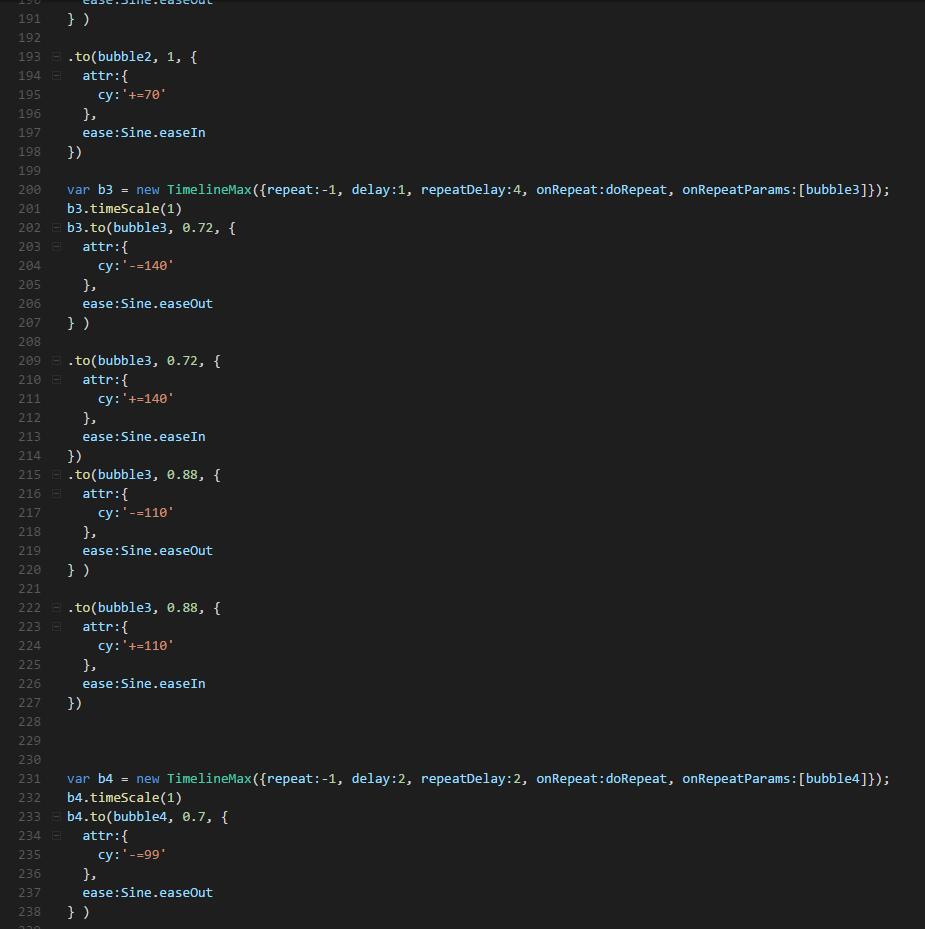 190     ease:Sine.easeOut
191   } )
192
193   .to(bubble2, 1, {
194     attr:{
195       cy:'+=70'
196     },
197     ease:Sine.easeIn
198   })
199
200   var b3 = new TimelineMax({repeat:-1, delay:1, repeatDelay:4, onRepeat:doRepeat, onRepeatParams:[bubble3]});
201   b3.timeScale(1)
202   b3.to(bubble3, 0.72, {
203     attr:{
204       cy:'-=140'
205     },
206     ease:Sine.easeOut
207   } )
208
209   .to(bubble3, 0.72, {
210     attr:{
211       cy:'+=140'
212     },
213     ease:Sine.easeIn
214   })
215   .to(bubble3, 0.88, {
216     attr:{
217       cy:'-=110'
218     },
219     ease:Sine.easeOut
220   } )
221
222   .to(bubble3, 0.88, {
223     attr:{
224       cy:'+=110'
225     },
226     ease:Sine.easeIn
227   })
228
229
230
231   var b4 = new TimelineMax({repeat:-1, delay:2, repeatDelay:2, onRepeat:doRepeat, onRepeatParams:[bubble4]});
232   b4.timeScale(1)
233   b4.to(bubble4, 0.7, {
234     attr:{
235       cy:'-=99'
236     },
237     ease:Sine.easeOut
238   } )